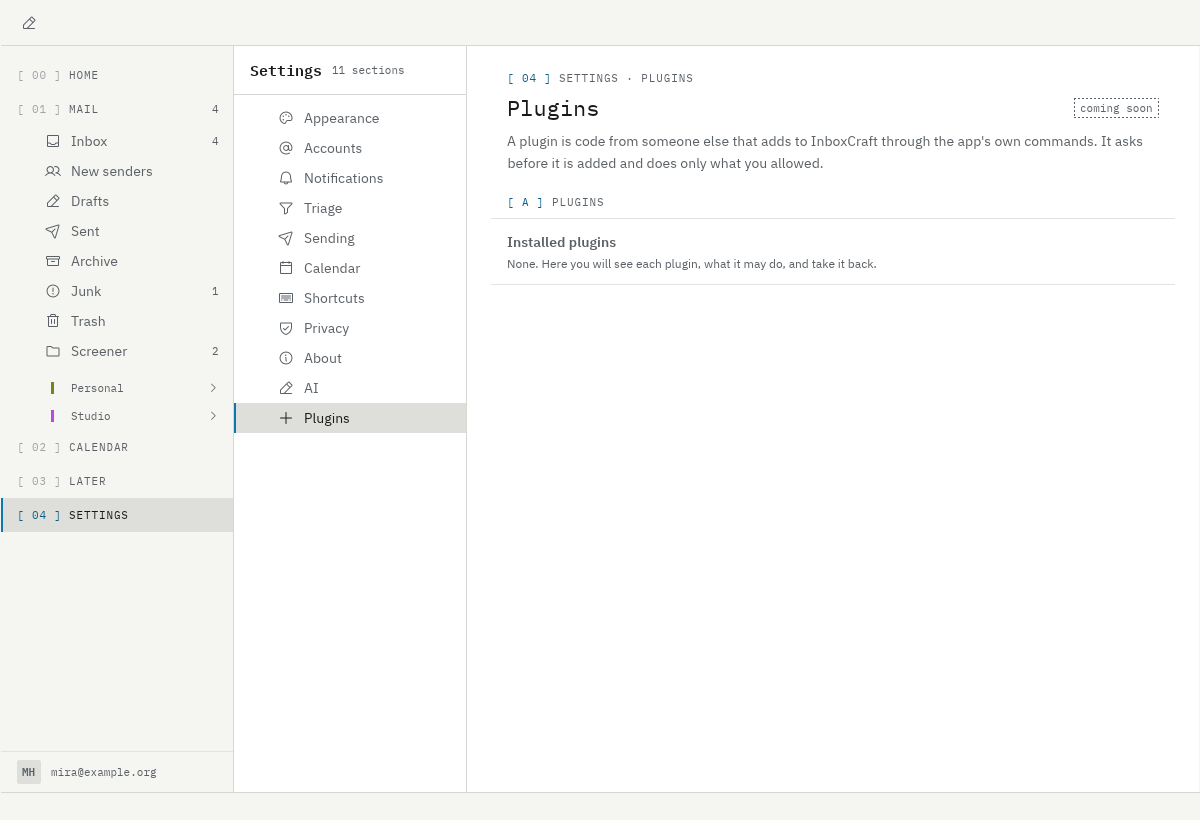 [ 00 ] HOME
[ 01 ] MAIL 4
Inbox 4
New senders
Drafts
Sent
Archive
Junk 1
Trash
Screener 2
Personal
Studio
[ 02 ] CALENDAR
[ 03 ] LATER
[ 04 ] SETTINGS
MH mira@example.org
Settings 11 sections
Appearance
Accounts
Notifications
Triage
Sending
Calendar
Shortcuts
Privacy
About
AI
Plugins
[ 04 ] SETTINGS · PLUGINS
Plugins
coming soon
A plugin is code from someone else that adds to InboxCraft through the app's own commands. It asks
before it is added and does only what you allowed.
[ A ] PLUGINS
Installed plugins
None. Here you will see each plugin, what it may do, and take it back.